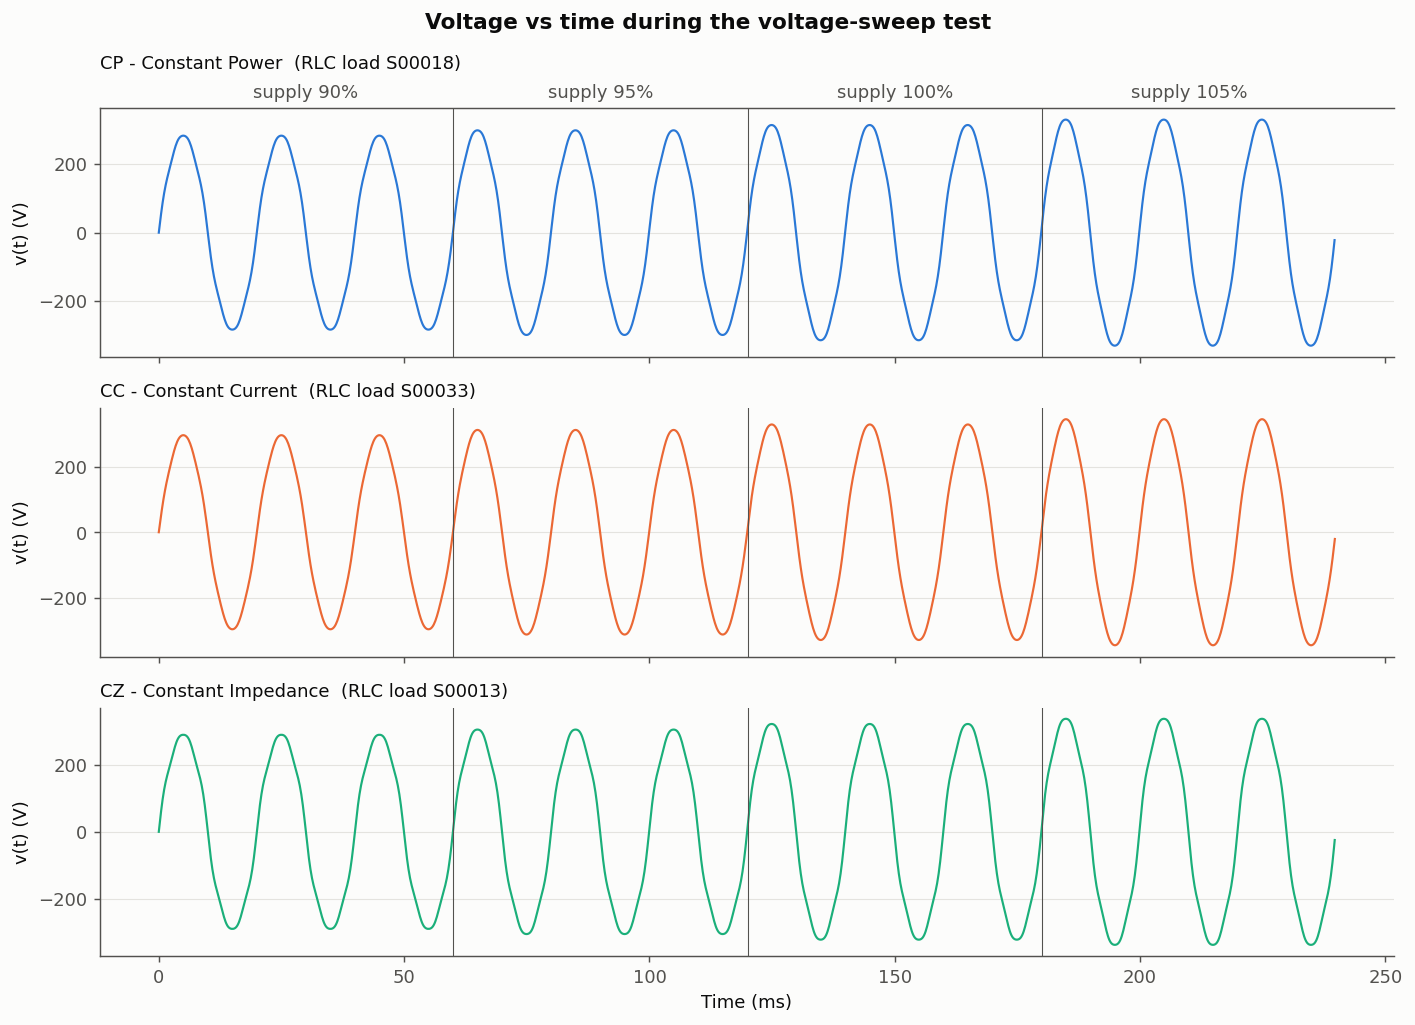 Voltage vs time during the voltage-sweep test
CP - Constant Power  (RLC load S00018)
supply 90%
supply 95%
supply 100%
supply 105%
v(t) (V)
200
0
−200
CC - Constant Current  (RLC load S00033)
v(t) (V)
200
0
−200
CZ - Constant Impedance  (RLC load S00013)
v(t) (V)
200
0
−200
0
50
100
150
200
250
Time (ms)